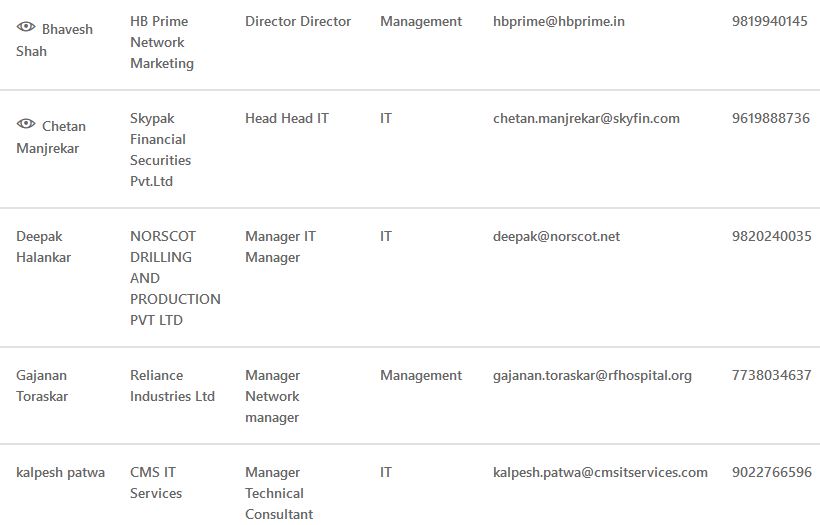 Bhavesh Shah	HB Prime Network Marketing	Director Director	Management	hbprime@hbprime.in	9819940145
Chetan Manjrekar	Skypak Financial Securities Pvt.Ltd	Head Head IT	IT	chetan.manjrekar@skyfin.com	9619888736
Deepak Halankar	NORSCOT DRILLING AND PRODUCTION PVT LTD	Manager IT Manager	IT	deepak@norscot.net	9820240035
Gajanan Toraskar	Reliance Industries Ltd	Manager Network manager	Management	gajanan.toraskar@rfhospital.org	7738034637
kalpesh patwa	CMS IT Services	Manager Technical Consultant	IT	kalpesh.patwa@cmsitservices.com	9022766596